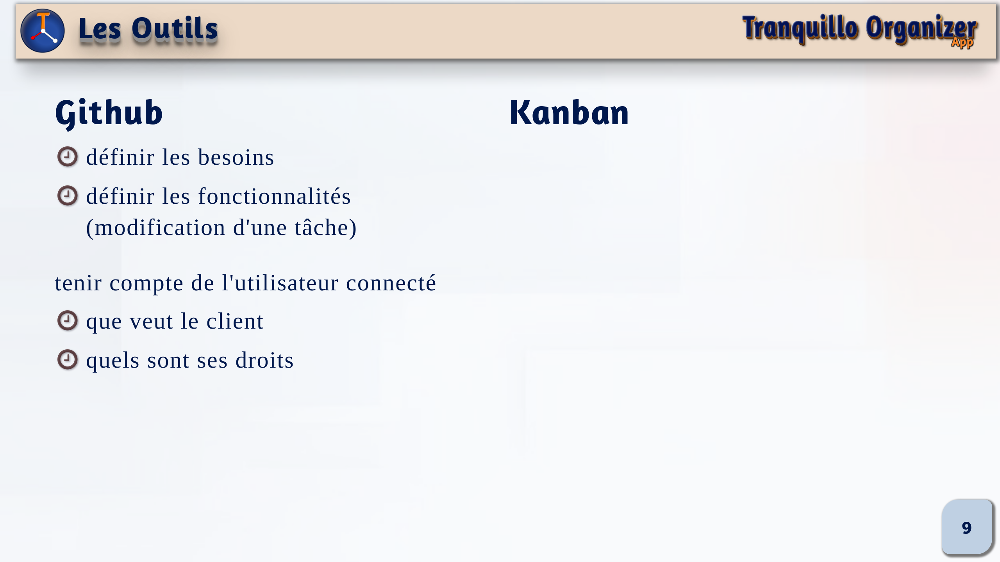 Les Outils
Tranquillo Organizer
App
Github
définir les besoins
définir les fonctionnalités
(modification d'une tâche)
tenir compte de l'utilisateur connecté
que veut le client
quels sont ses droits
Kanban
9